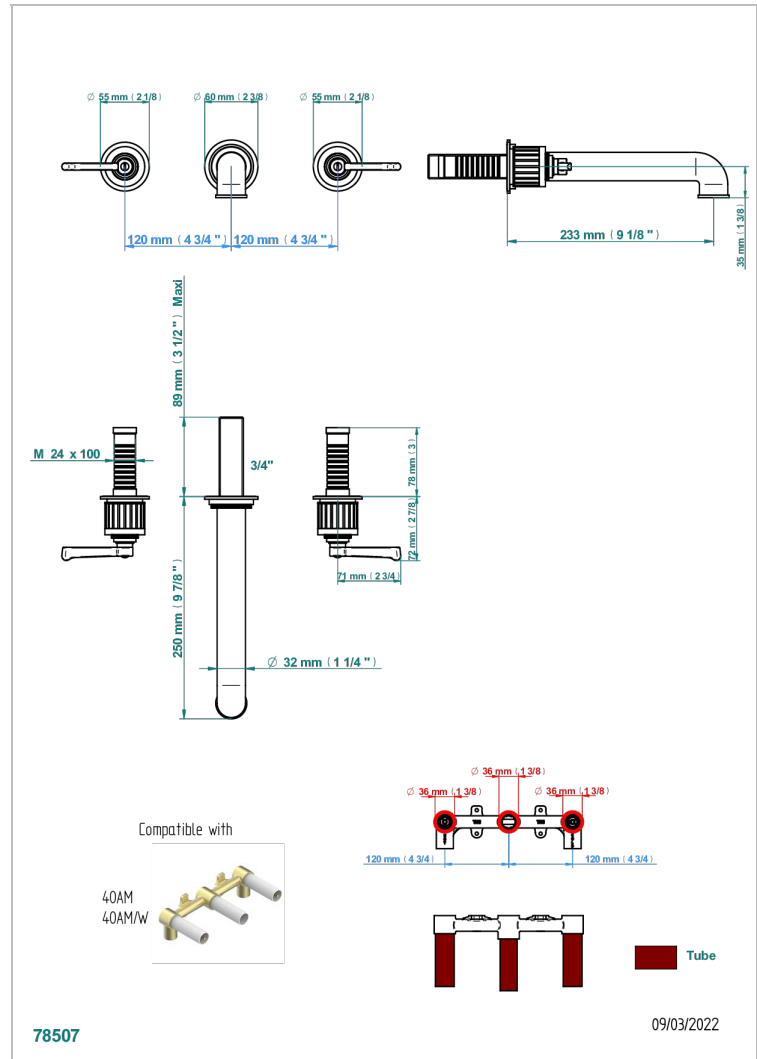 Ø 55 mm ( 2 1/8)
Ø 60 mm ( 2 3/8)
Ø 55 mm ( 2 1/8)
120 mm ( 4 3/4 ")
120 mm ( 4 3/4 ")
233 mm ( 9 1/8 ")
35 mm ( 1 3/8)
89 mm ( 3 1/2 ") Maxi
M 24 x 100
3/4"
78 mm ( 3 )
72 mm ( 2 7/8)
71 mm ( 2 3/4)
250 mm ( 9 7/8 ")
Ø 32 mm ( 1 1/4 ")
Ø 36 mm ( 1 3/8)
Ø 36 mm ( 1 3/8)
Ø 36 mm ( 1 3/8)
120 mm ( 4 3/4)
120 mm ( 4 3/4)
Compatible with
40AM
40AM/W
Tube
78507
09/03/2022